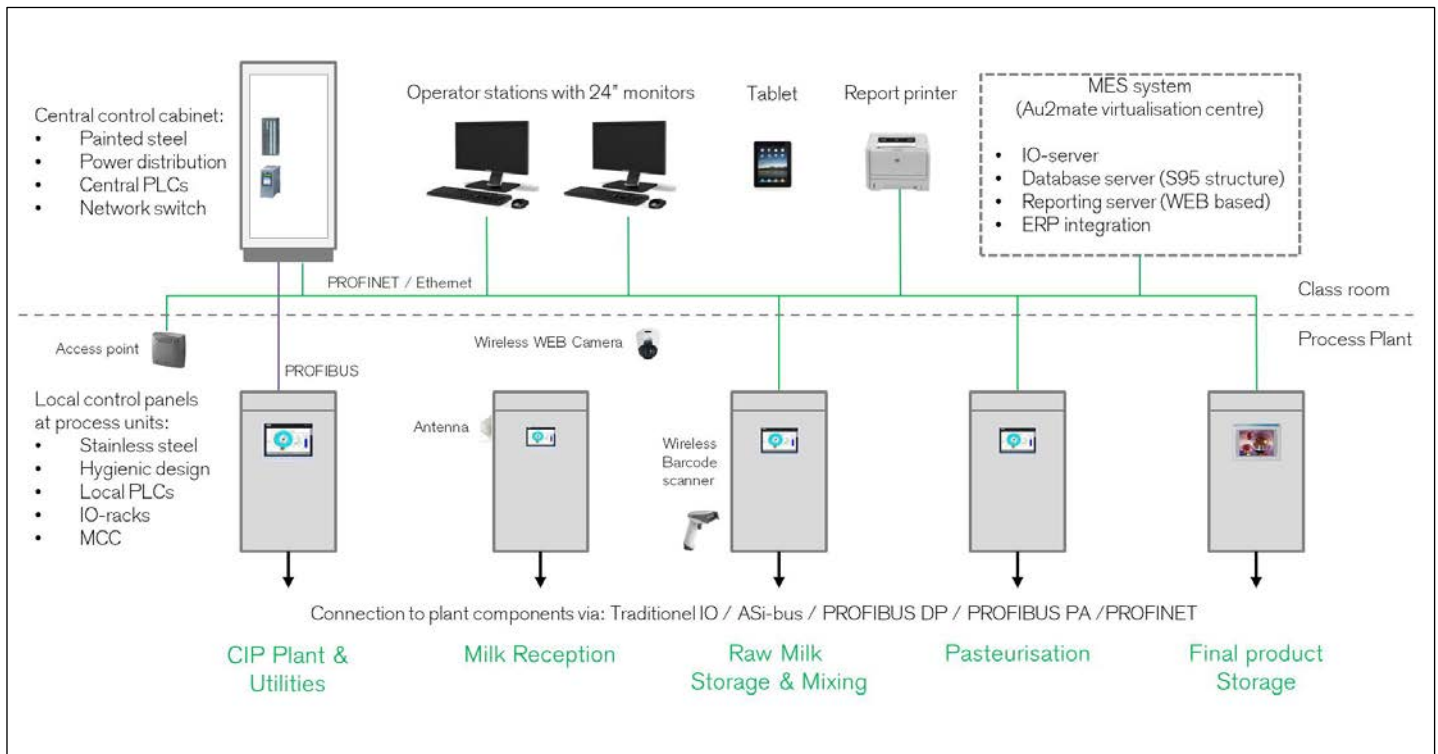 Central control cabinet:
• Painted steel
• Power distribution
• Central PLCs
• Network switch
Operator stations with 24" monitors
Tablet
Report printer
MES system
(Au2mate virtualisation centre)
• IO-server
• Database server (S95 structure)
• Reporting server (WEB based)
• ERP integration
PROFINET / Ethernet
Class room
Process Plant
Access point
Wireless WEB Camera
PROFIBUS
Local control panels
at process units:
• Stainless steel
• Hygienic design
• Local PLCs
• IO-racks
• MCC
Antenna
Wireless
Barcode
scanner
Connection to plant components via: Traditionel IO / ASi-bus / PROFIBUS DP / PROFIBUS PA /PROFINET
CIP Plant &
Utilities
Milk Reception
Raw Milk
Storage & Mixing
Pasteurisation
Final product
Storage